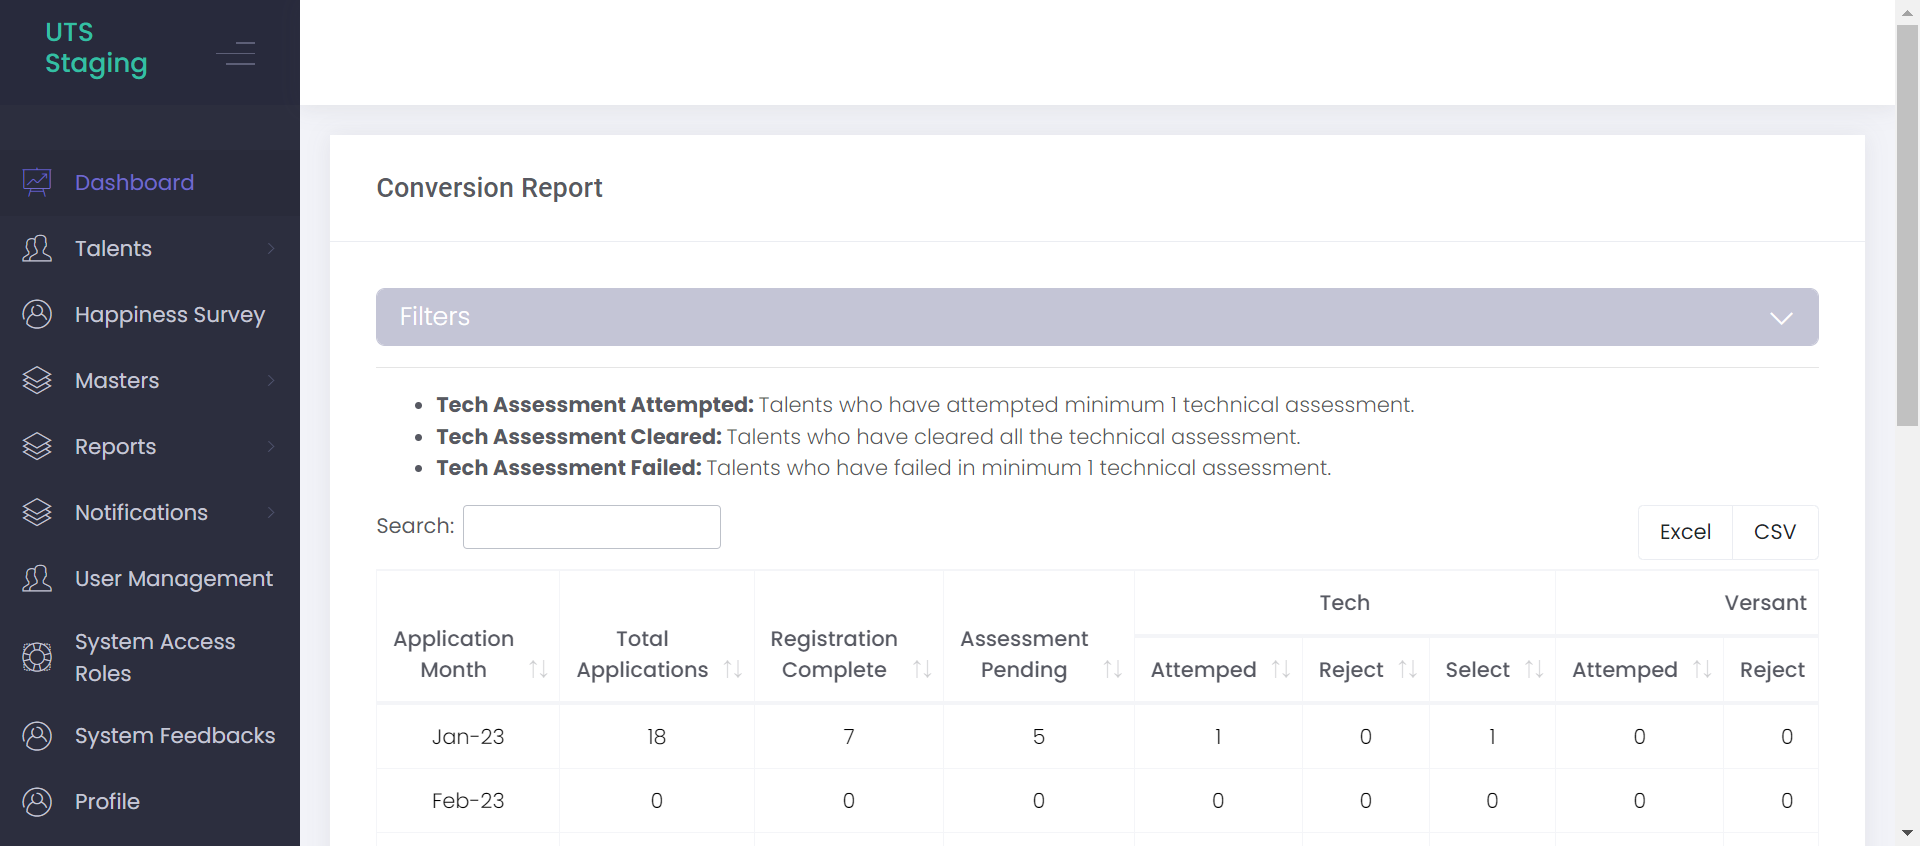 UTS
Staging
Dashboard
Talents
Happiness Survey
Masters
Reports
Notifications
User Management
System Access
Roles
System Feedbacks
Profile
Conversion Report
Filters
Tech Assessment Attempted: Talents who have attempted minimum 1 technical assessment.
Tech Assessment Cleared: Talents who have cleared all the technical assessment.
Tech Assessment Failed: Talents who have failed in minimum 1 technical assessment.
Search:
Excel CSV
Tech Versant
Application Month Total Applications Registration Complete Assessment Pending Attemped Reject Select Attemped Reject
Jan-23 18 7 5 1 0 1 0 0
Feb-23 0 0 0 0 0 0 0 0